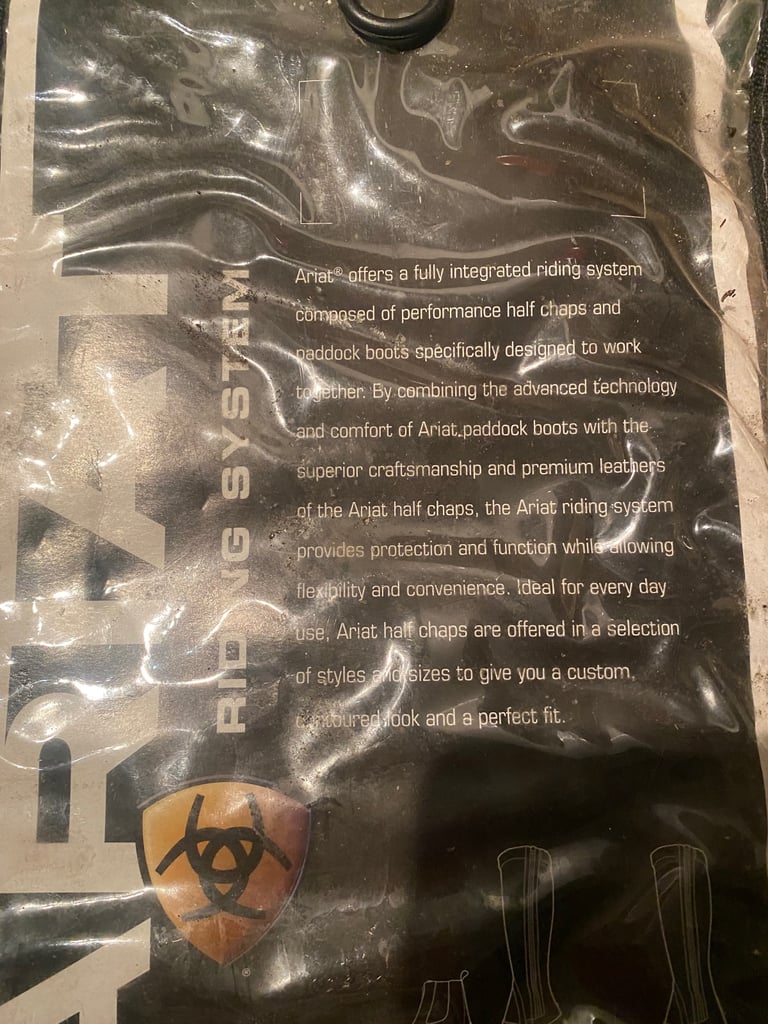 ARIAT
RIDING SYSTEM
Ariat® offers a fully integrated riding system
composed of performance half chaps and
paddock boots specifically designed to work
together. By combining the advanced technology
and comfort of Ariat paddock boots with the
superior craftsmanship and premium leathers
of the Ariat half chaps, the Ariat riding system
provides protection and function while allowing
flexibility and convenience. Ideal for every day
use, Ariat half chaps are offered in a selection
of styles and sizes to give you a custom,
contoured look and a perfect fit.
®